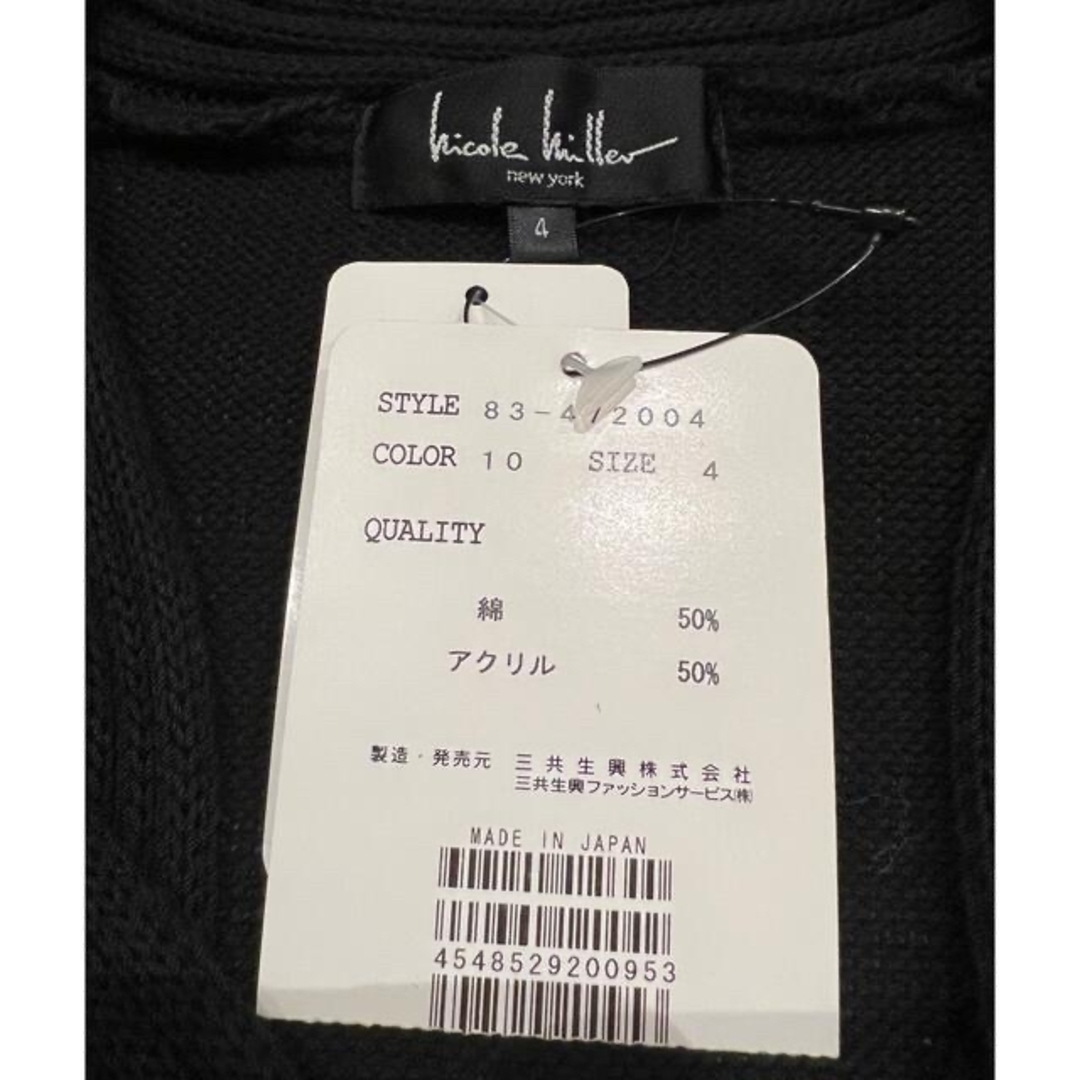 nicole miller
new york
4
STYLE 83-472004
COLOR 10 SIZE 4
QUALITY
綿 50%
アクリル 50%
製造・発売元 三共生興株式会社
三共生興ファッションサービス㈱
MADE IN JAPAN
4548529200953